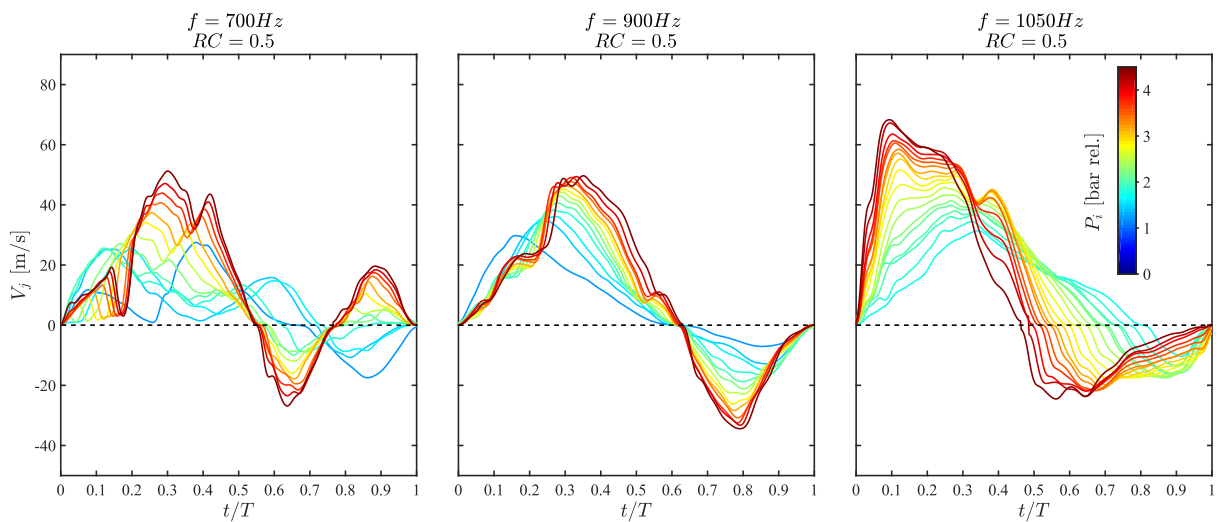 f = 700Hz
RC = 0.5
f = 900Hz
RC = 0.5
f = 1050Hz
RC = 0.5
V_j [m/s]
80
60
40
20
0
-20
-40
0 0.1 0.2 0.3 0.4 0.5 0.6 0.7 0.8 0.9 1
t/T
0 0.1 0.2 0.3 0.4 0.5 0.6 0.7 0.8 0.9 1
t/T
0 0.1 0.2 0.3 0.4 0.5 0.6 0.7 0.8 0.9 1
t/T
P_i [bar rel.]
4
3
2
1
0